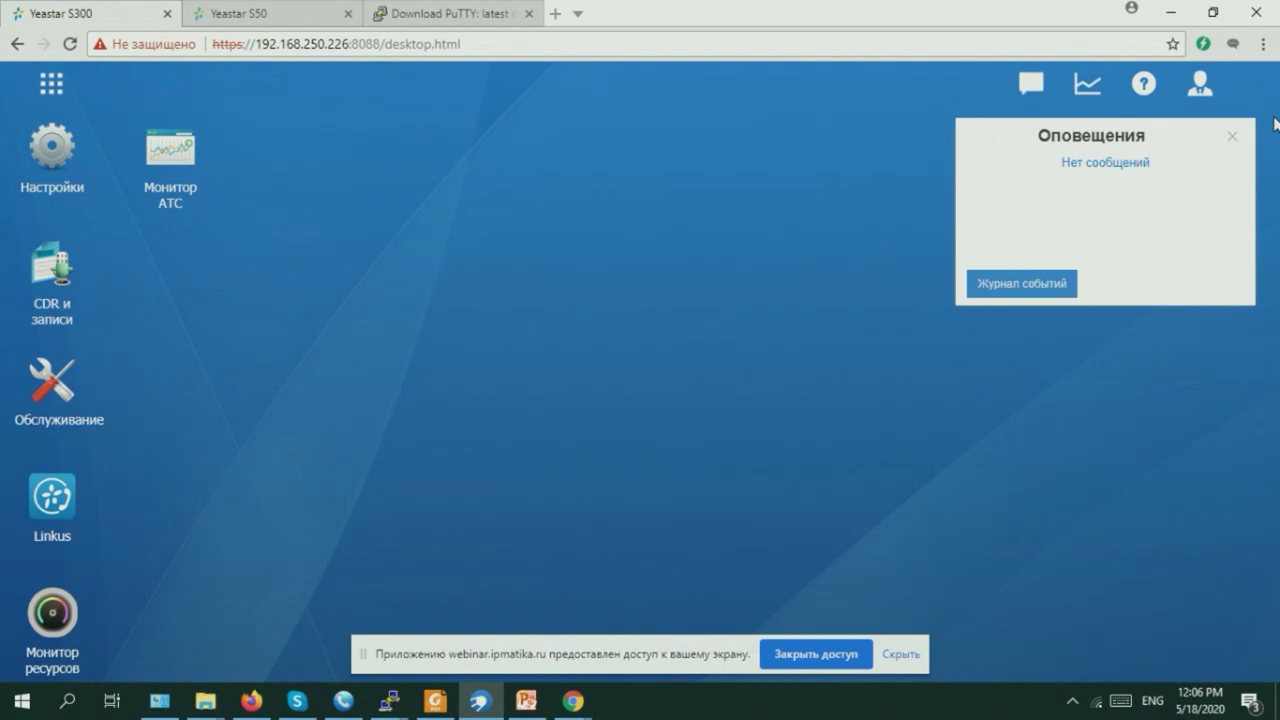 Yeastar S300
Yeastar S50
Download PuTTY: latest
Не защищено
https://192.168.250.226:8088/desktop.html
Настройки
Монитор
АТС
CDR и
записи
Обслуживание
Linkus
Монитор
ресурсов
Оповещения
Нет сообщений
Журнал событий
Приложению webinar.ipmatika.ru предоставлен доступ к вашему экрану.
Закрыть доступ
Скрыть
ENG
12:06 PM
5/18/2020
3